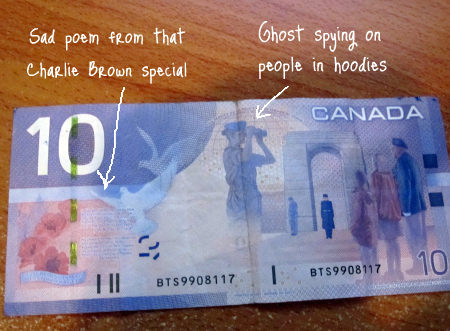 Sad poem from that
Charlie Brown special
Ghost spying on
people in hoodies
CANADA
10
BTS9908117
BTS9908117
10